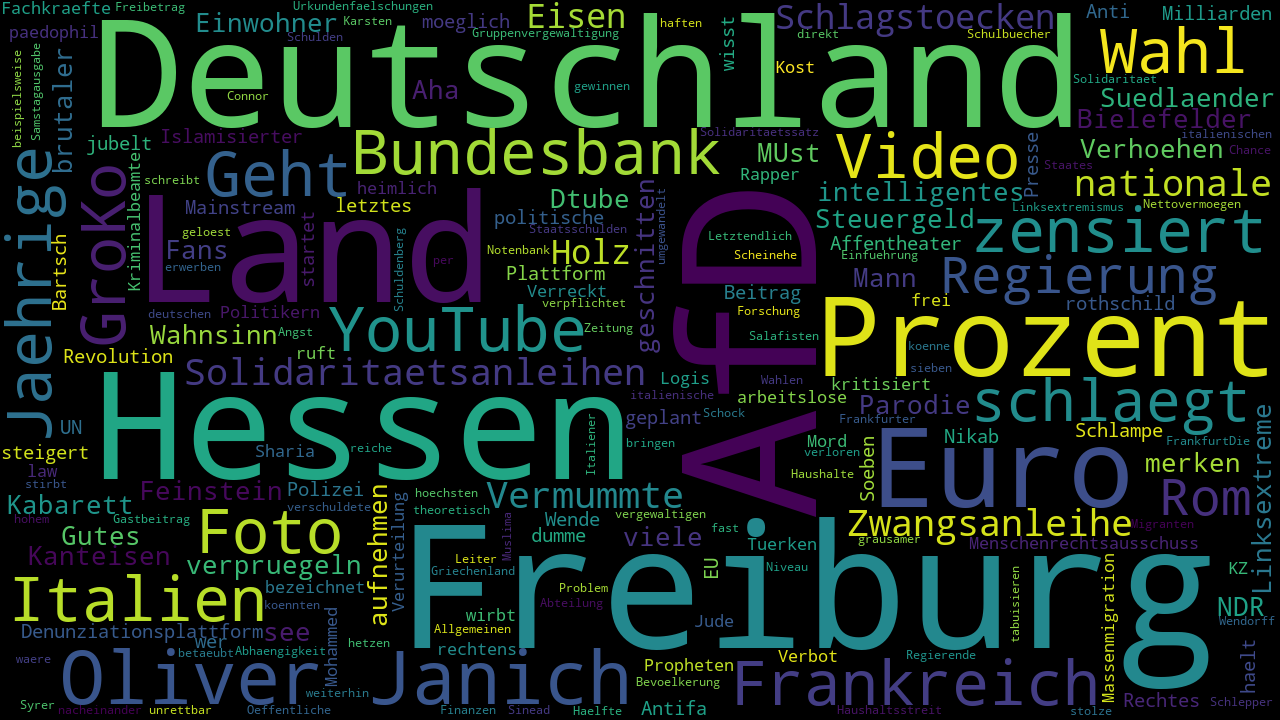 Fachkraefte
Freibetrag
Urkundenfaelschungen
Einwohner
Karsten
moeglich
Eisen
haften
Schlagstoecken
Anti
Milliarden
paedophil
Schulden
Gruppenvergewaltigung
wisst
direkt
Schulbuecher
Wahl
Deutschland
beispielsweise
Samstagausgabe
brutaler
Connor
Aha
gewinnen
Kost
Solidaritaet
Suedlaender
jubelt
Islamisierter
Bundesbank
Solidaritaetssatz
MUst
Video
Bielefelder
italienischen
Verhoehen
Presse
Staates
Chance
Jaehrige
GroKo
Kriminalbeamte
schreibt
Geht
heimlich
letztes
Dtube
Rapper
intelligentes
nationale
Mainstream
Land
politische
Staatsschulden
geschnitten
umgewandelt
AfD
Steuergeld
Linksextremismus
Nettovermoegen
zensiert
Bartsch
geloest
Fans
erwerben
startet
Schuldenberg
per
Notenbank
Holz
Plattform
Letztendlich
Scheinehe
Affentheater
Einfuehrung
Mann
Regierung
Verreckt
verpflichtet
Beitrag
frei
rothschild
deutschen
Politikern
Forschung
Prozent
Wahnsinn
Angst
YouTube
Zeitung
Salafisten
koenne
Revolution
ruft
sieben
Hessen
Solidaritaetsanleihen
Logis
Wahlen
kritisiert
italienische
arbeitslose
Parodie
schlaegt
Linksextreme
UN
geplant
Schock
Frankfurter
steigert
Sharia
reiche
Italiener
bringen
Mord
verloren
Soeben
Euro
Nikab
Schlampe
FrankfurtDie
law
stirbt
Haushalte
merken
Feinstein
Polizei
verschuldete
aufnehmen
Verurteilung
hoechsten
theoretisch
Vermummte
Rom
Kabarett
hohem
Gastbeitrag
Foto
Muslima
Wende
vergewaltigen
fast
Zwangsanleihe
Migranten
Gutes
dumme
viele
Tuerken
grausamer
Menschenrechtsausschuss
Kanteisen
verpruegeln
Leiter
Griechenland
Freiburg
Problem
EU
Niveau
KZ
Italien
bezeichnet
koennten
Abteilung
tabuisieren
Massenmigration
NDR
wirbt
Allgemeinen
Jude
Wendorff
Denunziationsplattform
see
wer
Mohammed
hetzen
rechtens
waere
betaeubt
Abhaengigkeit
Propheten
Verbot
Regierende
haelt
Oliver
Janich
Bevoelkerung
Frankreich
weiterhin
Rechtes
Schlepper
Syrer
nacheinander
unrettbar
Oeffentliche
Finanzen
Sinead
Haelfte
Antifa
Haushaltsstreit
stolze